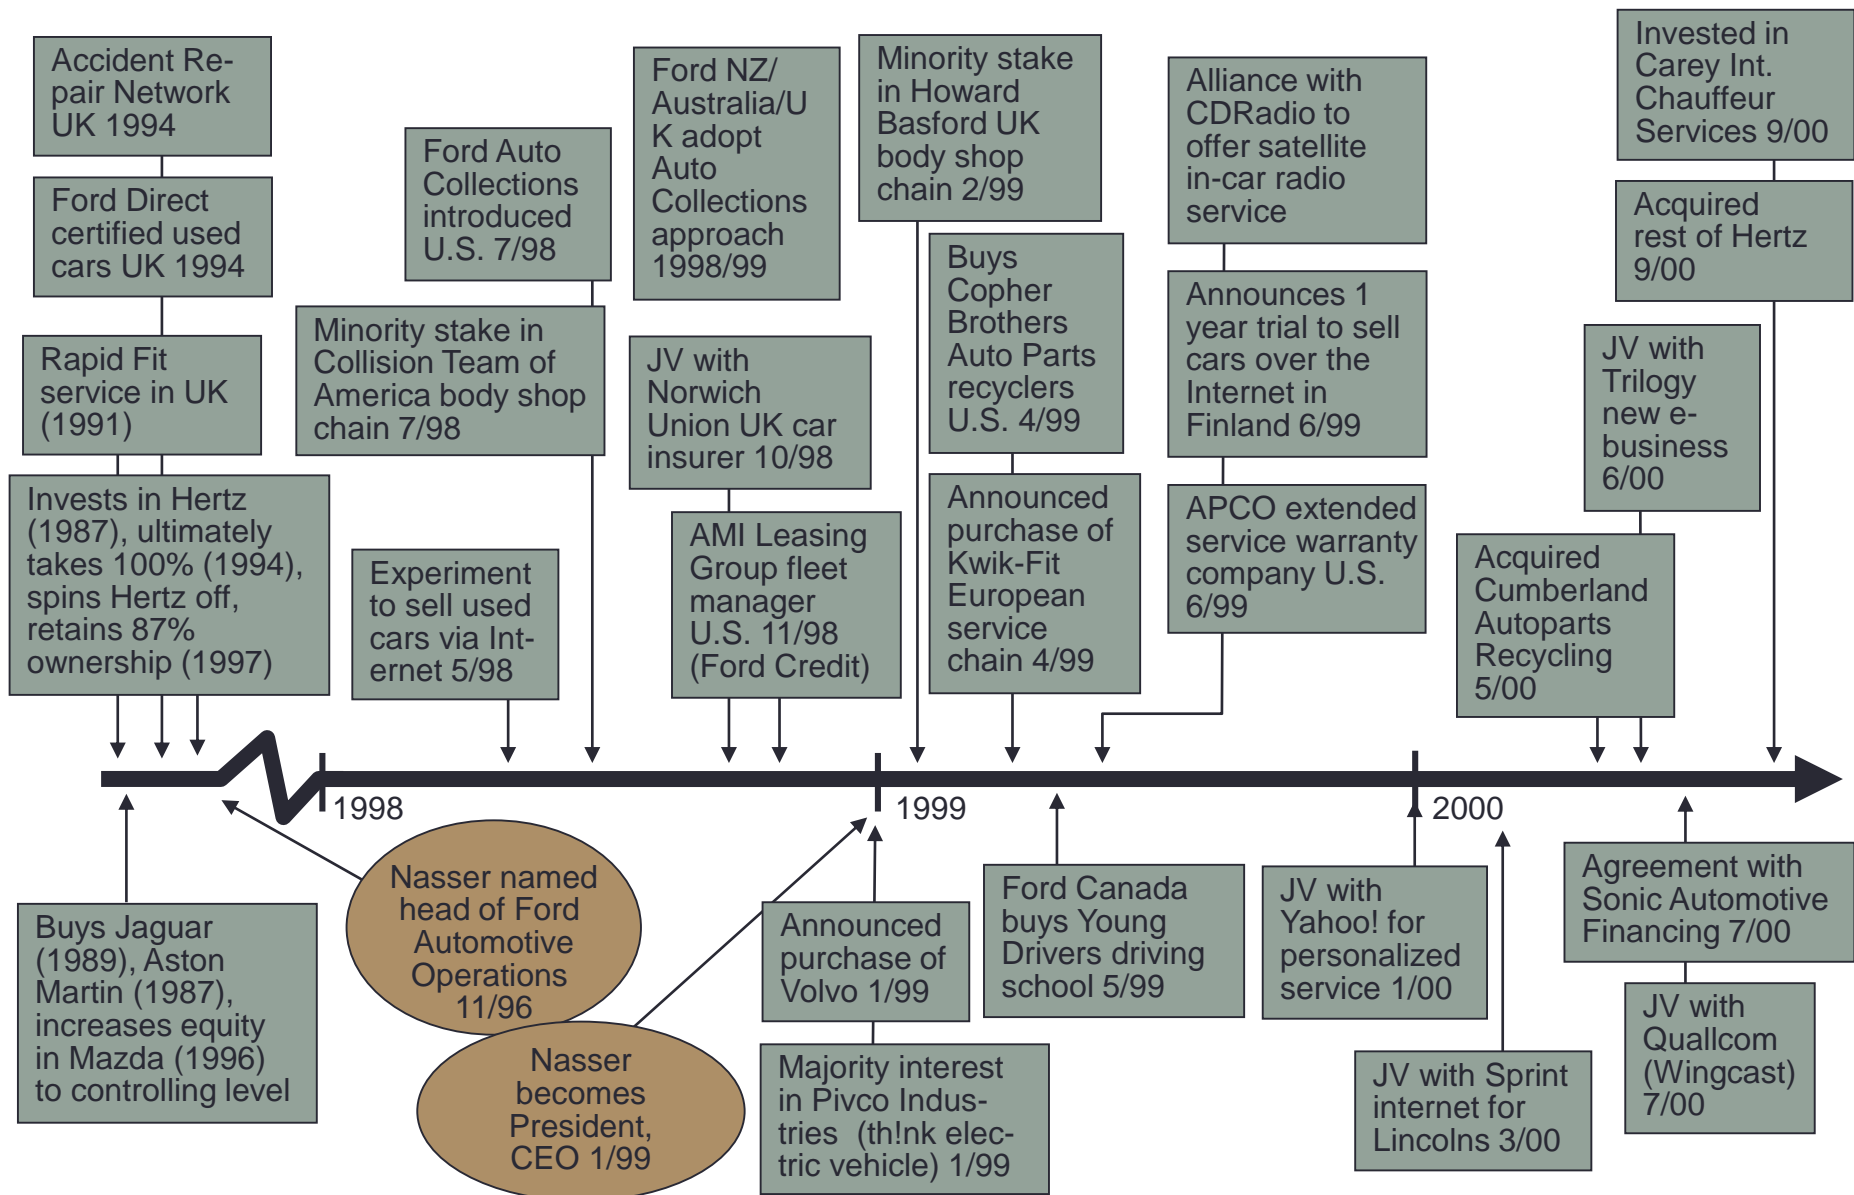 Accident Re-
pair Network
UK 1994
Ford Direct
certified used
cars UK 1994
Rapid Fit
service in UK
(1991)
Invests in Hertz
(1987), ultimately
takes 100% (1994),
spins Hertz off,
retains 87%
ownership (1997)
Ford Auto
Collections
introduced
U.S. 7/98
Minority stake in
Collision Team of
America body shop
chain 7/98
Experiment
to sell used
cars via Int-
ernet 5/98
Ford NZ/
Australia/U
K adopt
Auto
Collections
approach
1998/99
JV with
Norwich
Union UK car
insurer 10/98
AMI Leasing
Group fleet
manager
U.S. 11/98
(Ford Credit)
Minority stake
in Howard
Basford UK
body shop
chain 2/99
Buys
Copher
Brothers
Auto Parts
recyclers
U.S. 4/99
Announced
purchase of
Kwik-Fit
European
service
chain 4/99
Alliance with
CDRadio to
offer satellite
in-car radio
service
Announces 1
year trial to sell
cars over the
Internet in
Finland 6/99
APCO extended
service warranty
company U.S.
6/99
Invested in
Carey Int.
Chauffeur
Services 9/00
Acquired
rest of Hertz
9/00
JV with
Trilogy
new e-
business
6/00
Acquired
Cumberland
Autoparts
Recycling
5/00
1998
1999
2000
Buys Jaguar
(1989), Aston
Martin (1987),
increases equity
in Mazda (1996)
to controlling level
Nasser named
head of Ford
Automotive
Operations
11/96
Nasser
becomes
President,
CEO 1/99
Announced
purchase of
Volvo 1/99
Majority interest
in Pivco Indus-
tries (th!nk elec-
tric vehicle) 1/99
Ford Canada
buys Young
Drivers driving
school 5/99
JV with
Yahoo! for
personalized
service 1/00
JV with Sprint
internet for
Lincolns 3/00
Agreement with
Sonic Automotive
Financing 7/00
JV with
Quallcom
(Wingcast)
7/00